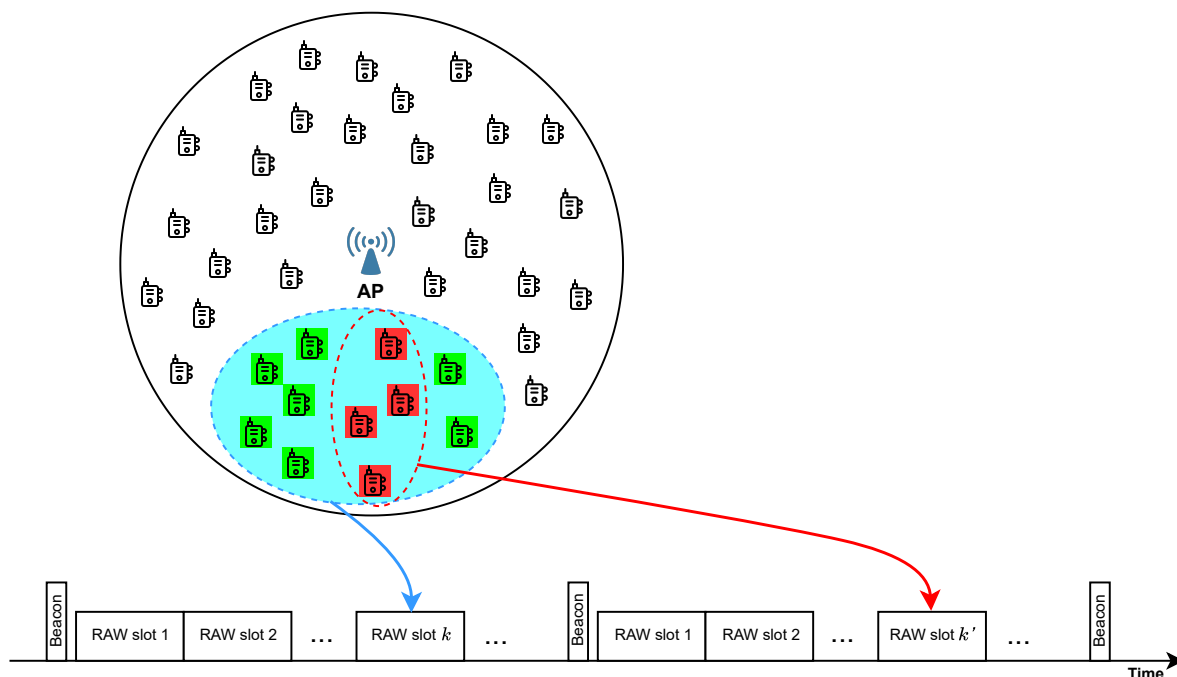 AP
Beacon
RAW slot 1
RAW slot 2
...
RAW slot k
...
Beacon
RAW slot 1
RAW slot 2
...
RAW slot k'
...
Beacon
Time